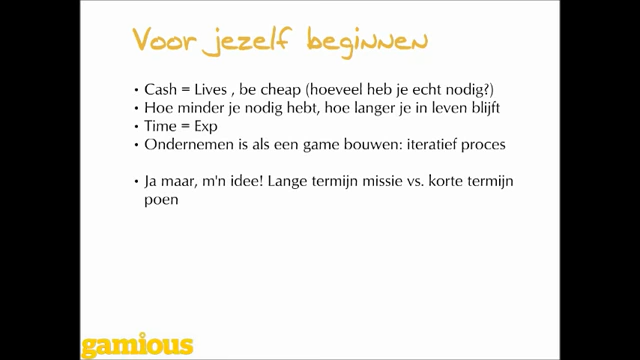 Voor jezelf beginnen
• Cash = Lives , be cheap (hoeveel heb je echt nodig?)
• Hoe minder je nodig hebt, hoe langer je in leven blijft
• Time = Exp
• Ondernemen is als een game bouwen: iteratief proces
• Ja maar, m'n idee! Lange termijn missie vs. korte termijn
poen
gamious